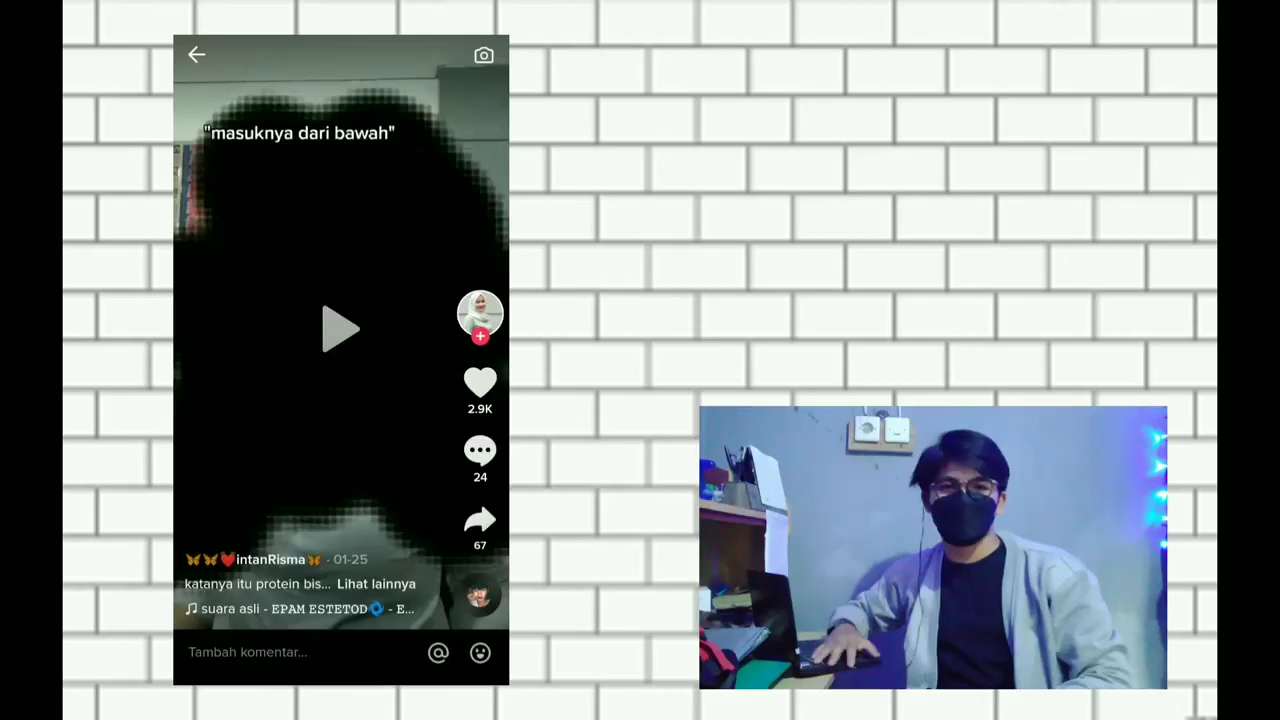 "masuknya dari bawah"
2.9K
24
67
🦋🦋❤️intanRisma🦋 · 01-25
katanya itu protein bis... Lihat lainnya
🎵 suara asli - EPAM ESTETOD🧿 - E...
Tambah komentar...